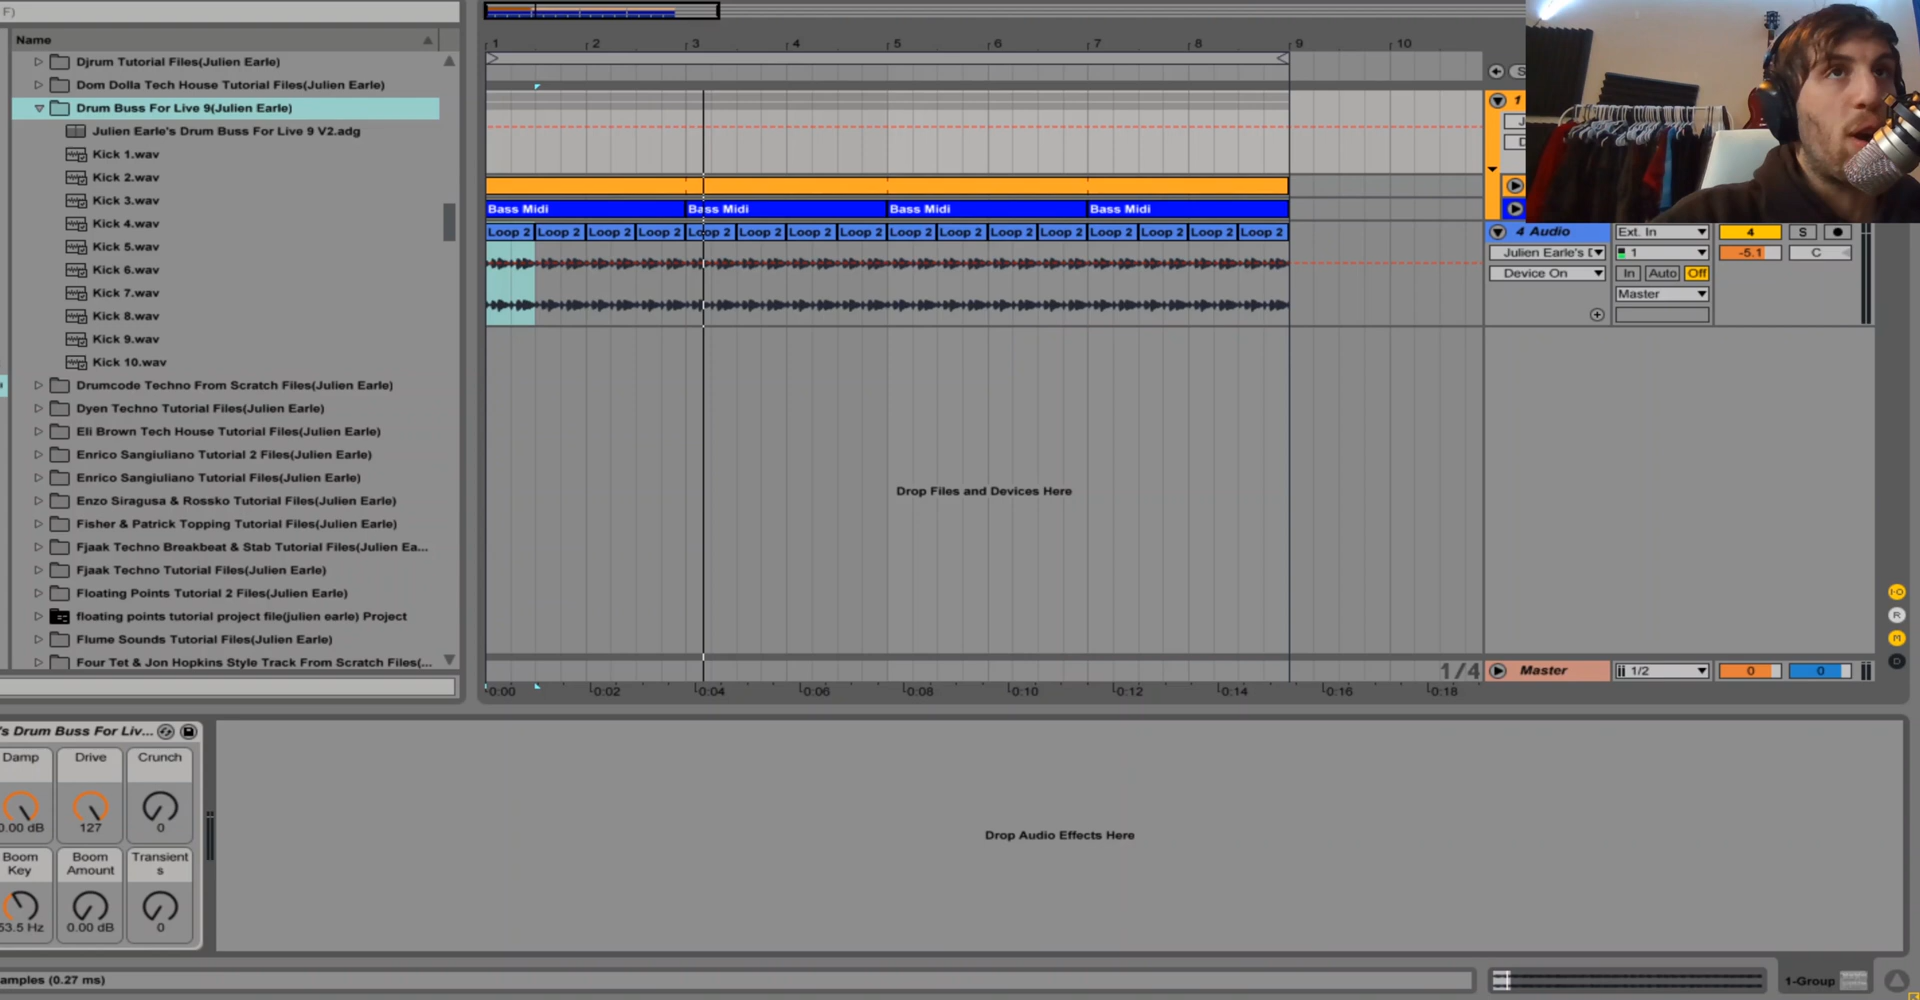 F)
Name
Djrum Tutorial Files(Julien Earle)
Dom Dolla Tech House Tutorial Files(Julien Earle)
Drum Buss For Live 9(Julien Earle)
Julien Earle's Drum Buss For Live 9 V2.adg
Kick 1.wav
Kick 2.wav
Kick 3.wav
Kick 4.wav
Kick 5.wav
Kick 6.wav
Kick 7.wav
Kick 8.wav
Kick 9.wav
Kick 10.wav
Drumcode Techno From Scratch Files(Julien Earle)
Dyen Techno Tutorial Files(Julien Earle)
Eli Brown Tech House Tutorial Files(Julien Earle)
Enrico Sangiuliano Tutorial 2 Files(Julien Earle)
Enrico Sangiuliano Tutorial Files(Julien Earle)
Enzo Siragusa & Rossko Tutorial Files(Julien Earle)
Fisher & Patrick Topping Tutorial Files(Julien Earle)
Fjaak Techno Breakbeat & Stab Tutorial Files(Julien Ea...
Fjaak Techno Tutorial Files(Julien Earle)
Floating Points Tutorial 2 Files(Julien Earle)
floating points tutorial project file(julien earle) Project
Flume Sounds Tutorial Files(Julien Earle)
Four Tet & Jon Hopkins Style Track From Scratch Files(...
1 2 3 4 5 6 7 8 9 10
S
1
Bass Midi Bass Midi Bass Midi Bass Midi
Loop 2 Loop 2 Loop 2 Loop 2 Loop 2 Loop 2 Loop 2 Loop 2 Loop 2 Loop 2 Loop 2 Loop 2 Loop 2 Loop 2 Loop 2 Loop 2
4 Audio Ext. In 4 S
Julien Earle's D 1 -5.1 C
Device On In Auto Off
Master
Drop Files and Devices Here
I·O
R
M
D
1/4 Master 1/2 0 0
0:00 0:02 0:04 0:06 0:08 0:10 0:12 0:14 0:16 0:18
's Drum Buss For Liv...
Damp Drive Crunch
0.00 dB 127 0
Boom Key Boom Amount Transient s
53.5 Hz 0.00 dB 0
Drop Audio Effects Here
amples (0.27 ms)
1-Group